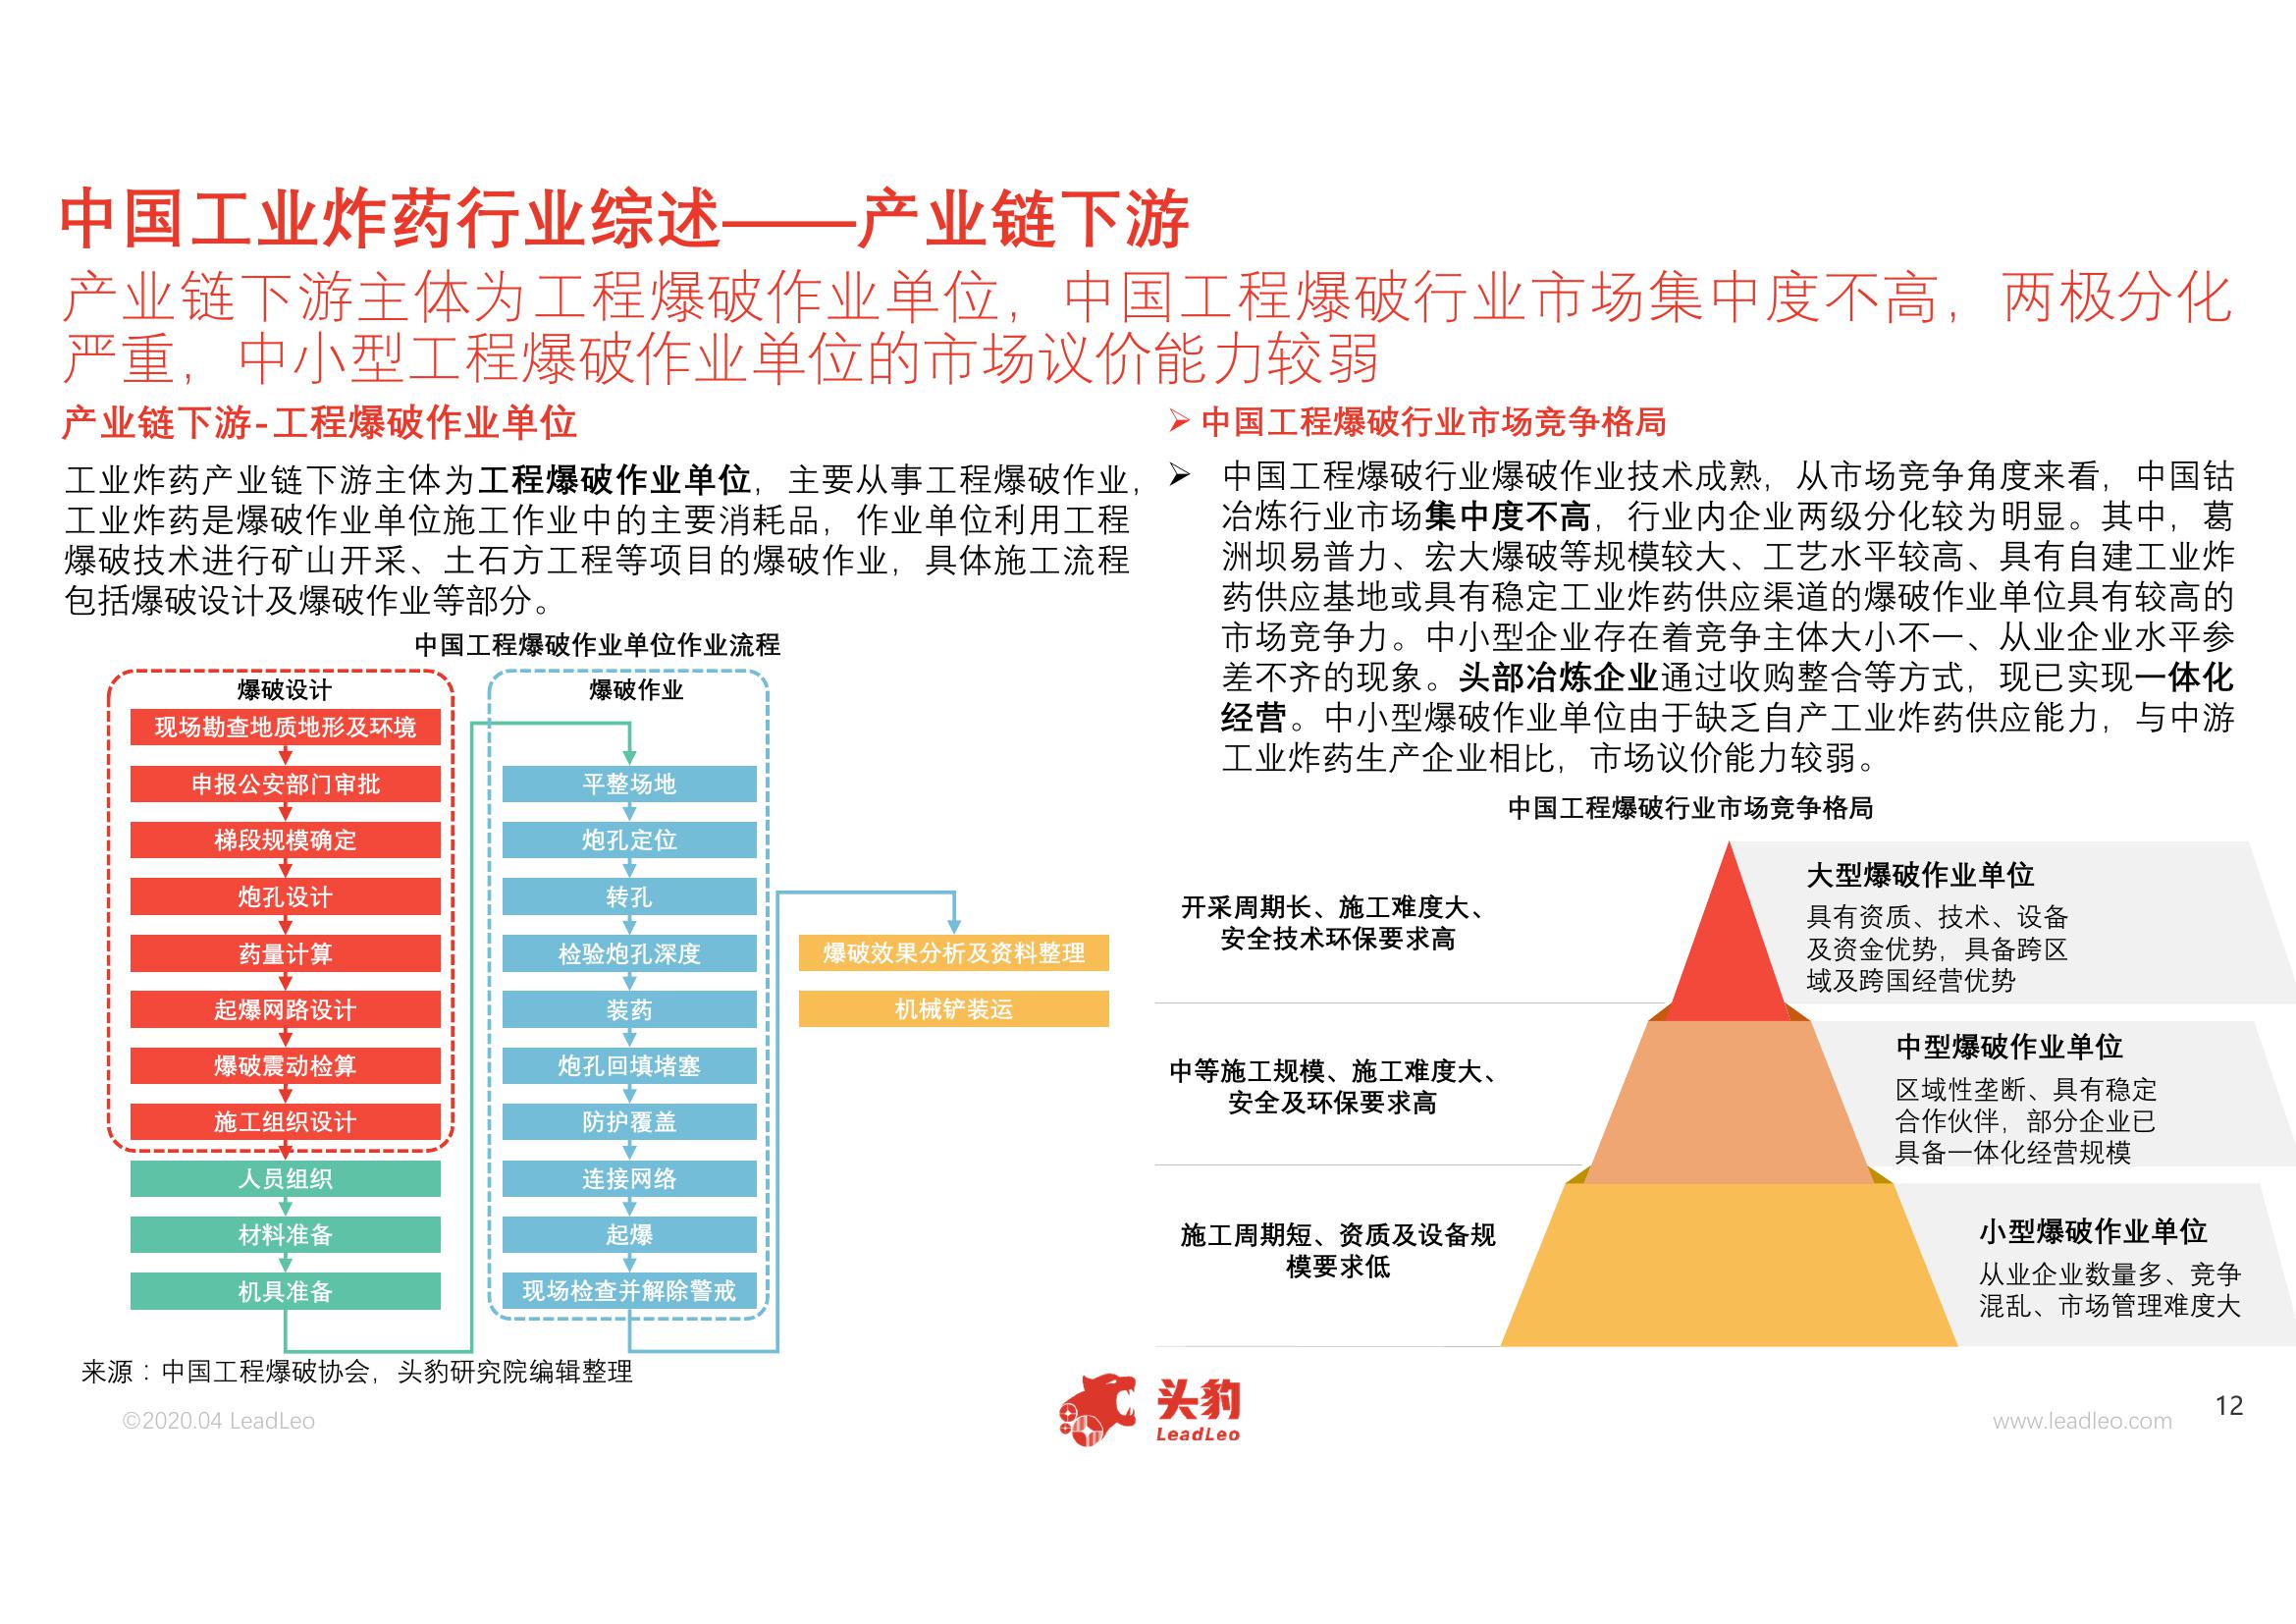 中国工业炸药行业综述——产业链下游
产业链下游主体为工程爆破作业单位，中国工程爆破行业市场集中度不高，两极分化
严重，中小型工程爆破作业单位的市场议价能力较弱
产业链下游-工程爆破作业单位
工业炸药产业链下游主体为工程爆破作业单位，主要从事工程爆破作业，
工业炸药是爆破作业单位施工作业中的主要消耗品，作业单位利用工程
爆破技术进行矿山开采、土石方工程等项目的爆破作业，具体施工流程
包括爆破设计及爆破作业等部分。
中国工程爆破作业单位作业流程
爆破设计
现场勘查地质地形及环境
申报公安部门审批
梯段规模确定
炮孔设计
药量计算
起爆网路设计
爆破震动检算
施工组织设计
人员组织
材料准备
机具准备
爆破作业
平整场地
炮孔定位
转孔
检验炮孔深度
装药
炮孔回填堵塞
防护覆盖
连接网络
起爆
现场检查并解除警戒
爆破效果分析及资料整理
机械铲装运
➢ 中国工程爆破行业市场竞争格局
➢ 中国工程爆破行业爆破作业技术成熟，从市场竞争角度来看，中国钴
冶炼行业市场集中度不高，行业内企业两级分化较为明显。其中，葛
洲坝易普力、宏大爆破等规模较大、工艺水平较高、具有自建工业炸
药供应基地或具有稳定工业炸药供应渠道的爆破作业单位具有较高的
市场竞争力。中小型企业存在着竞争主体大小不一、从业企业水平参
差不齐的现象。头部冶炼企业通过收购整合等方式，现已实现一体化
经营。中小型爆破作业单位由于缺乏自产工业炸药供应能力，与中游
工业炸药生产企业相比，市场议价能力较弱。
中国工程爆破行业市场竞争格局
开采周期长、施工难度大、
安全技术环保要求高
大型爆破作业单位
具有资质、技术、设备
及资金优势，具备跨区
域及跨国经营优势
中等施工规模、施工难度大、
安全及环保要求高
中型爆破作业单位
区域性垄断、具有稳定
合作伙伴，部分企业已
具备一体化经营规模
施工周期短、资质及设备规
模要求低
小型爆破作业单位
从业企业数量多、竞争
混乱、市场管理难度大
来源：中国工程爆破协会，头豹研究院编辑整理
©2020.04 LeadLeo
头豹
LeadLeo
www.leadleo.com
12